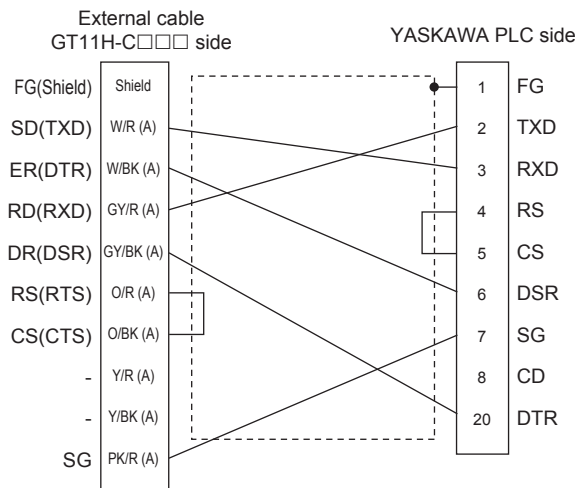 External cable
GT11H-C□□□ side
YASKAWA PLC side
FG(Shield) Shield 1 FG
SD(TXD) W/R (A) 2 TXD
ER(DTR) W/BK (A) 3 RXD
RD(RXD) GY/R (A) 4 RS
DR(DSR) GY/BK (A) 5 CS
RS(RTS) O/R (A) 6 DSR
CS(CTS) O/BK (A) 7 SG
- Y/R (A) 8 CD
- Y/BK (A) 20 DTR
SG PK/R (A)